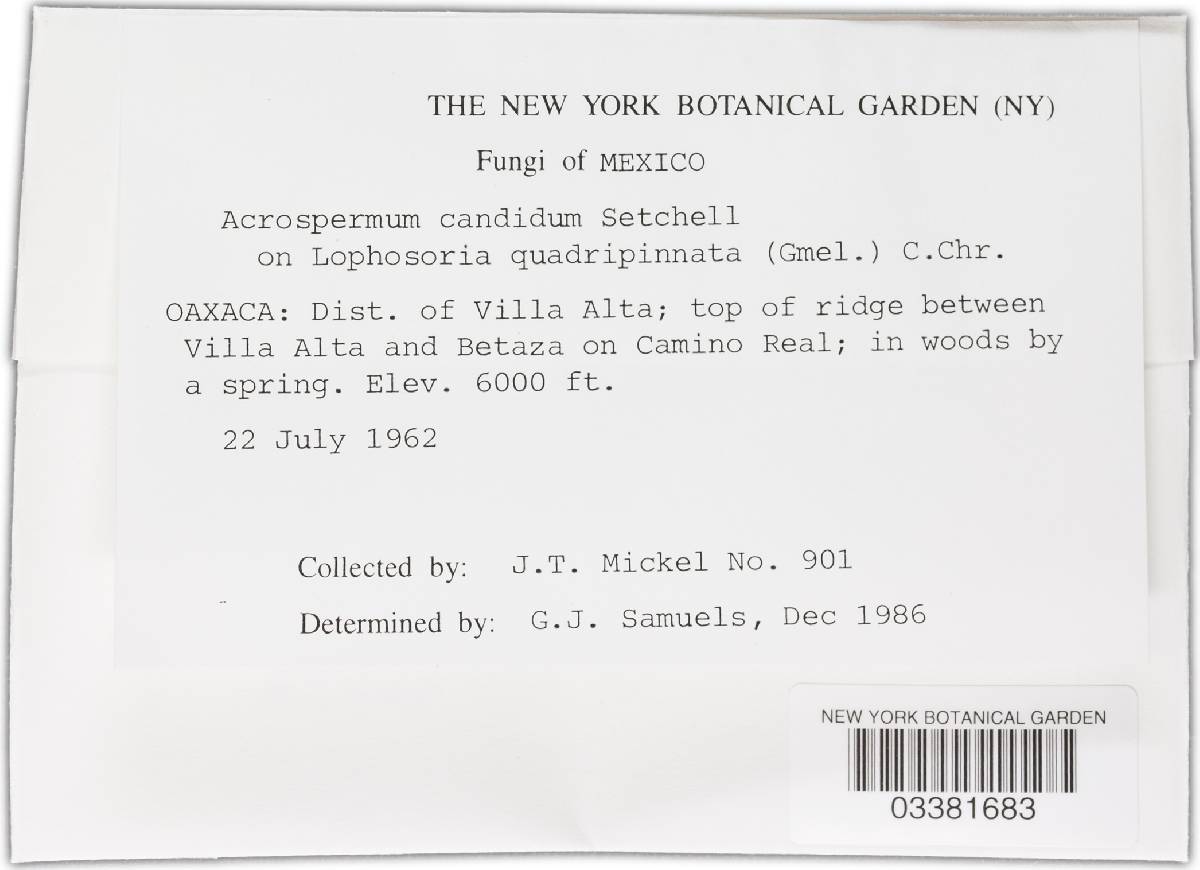 THE NEW YORK BOTANICAL GARDEN (NY)
Fungi of MEXICO
Acrospermum candidum Setchell
on Lophosoria quadripinnata (Gmel.) C.Chr.
OAXACA: Dist. of Villa Alta; top of ridge between
Villa Alta and Betaza on Camino Real; in woods by
a spring. Elev. 6000 ft.
22 July 1962
Collected by: J.T. Mickel No. 901
Determined by: G.J. Samuels, Dec 1986
NEW YORK BOTANICAL GARDEN
03381683